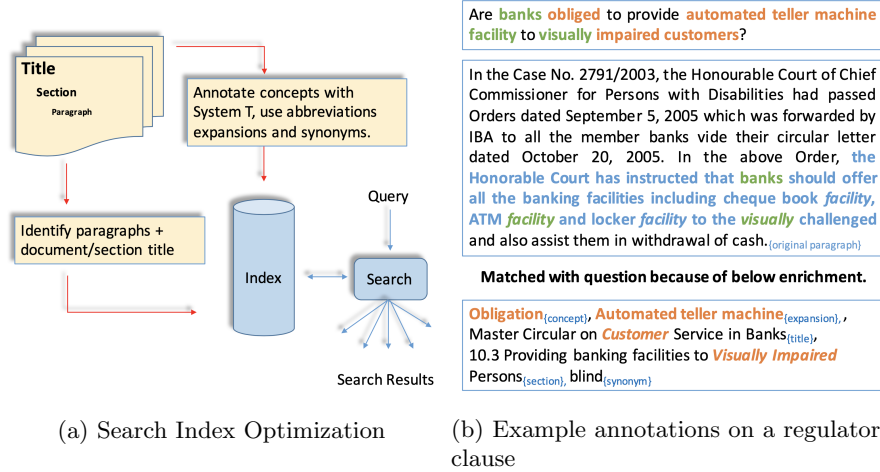 Title
Section
Paragraph
Annotate concepts with
System T, use abbreviations
expansions and synonyms.
Identify paragraphs +
document/section title
Index
Query
Search
Search Results
(a) Search Index Optimization
Are banks obliged to provide automated teller machine
facility to visually impaired customers?
In the Case No. 2791/2003, the Honourable Court of Chief
Commissioner for Persons with Disabilities had passed
Orders dated September 5, 2005 which was forwarded by
IBA to all the member banks vide their circular letter
dated October 20, 2005. In the above Order, the
Honorable Court has instructed that banks should offer
all the banking facilities including cheque book facility,
ATM facility and locker facility to the visually challenged
and also assist them in withdrawal of cash.{original paragraph}
Matched with question because of below enrichment.
Obligation{concept}, Automated teller machine{expansion}, ,
Master Circular on Customer Service in Banks{title},
10.3 Providing banking facilities to Visually Impaired
Persons{section}, blind{synonym}
(b) Example annotations on a regulator
clause